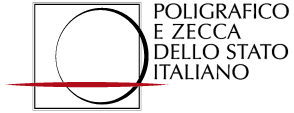 POLIGRAFICO
E ZECCA
DELLO STATO
ITALIANO